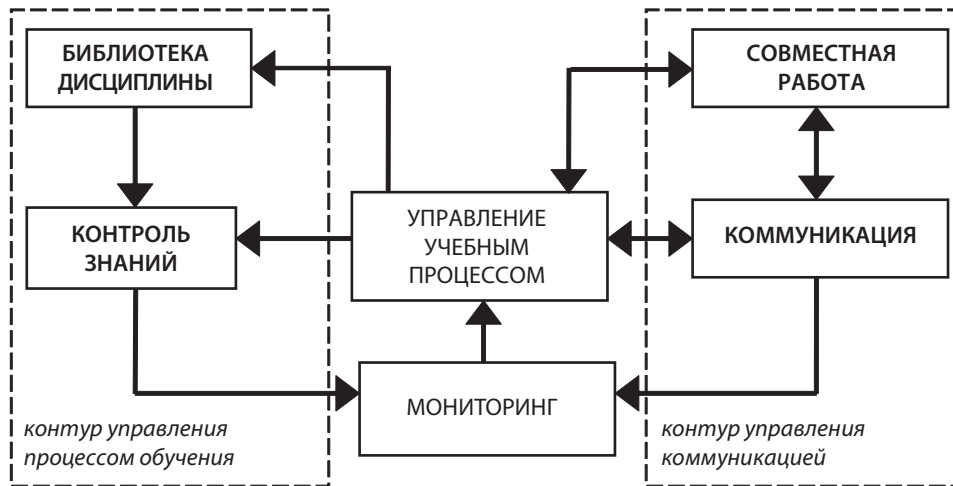 БИБЛИОТЕКА
ДИСЦИПЛИНЫ
СОВМЕСТНАЯ
РАБОТА
УПРАВЛЕНИЕ
УЧЕБНЫМ
ПРОЦЕССОМ
КОНТРОЛЬ
ЗНАНИЙ
КОММУНИКАЦИЯ
МОНИТОРИНГ
контур управления
процессом обучения
контур управления
коммуникацией